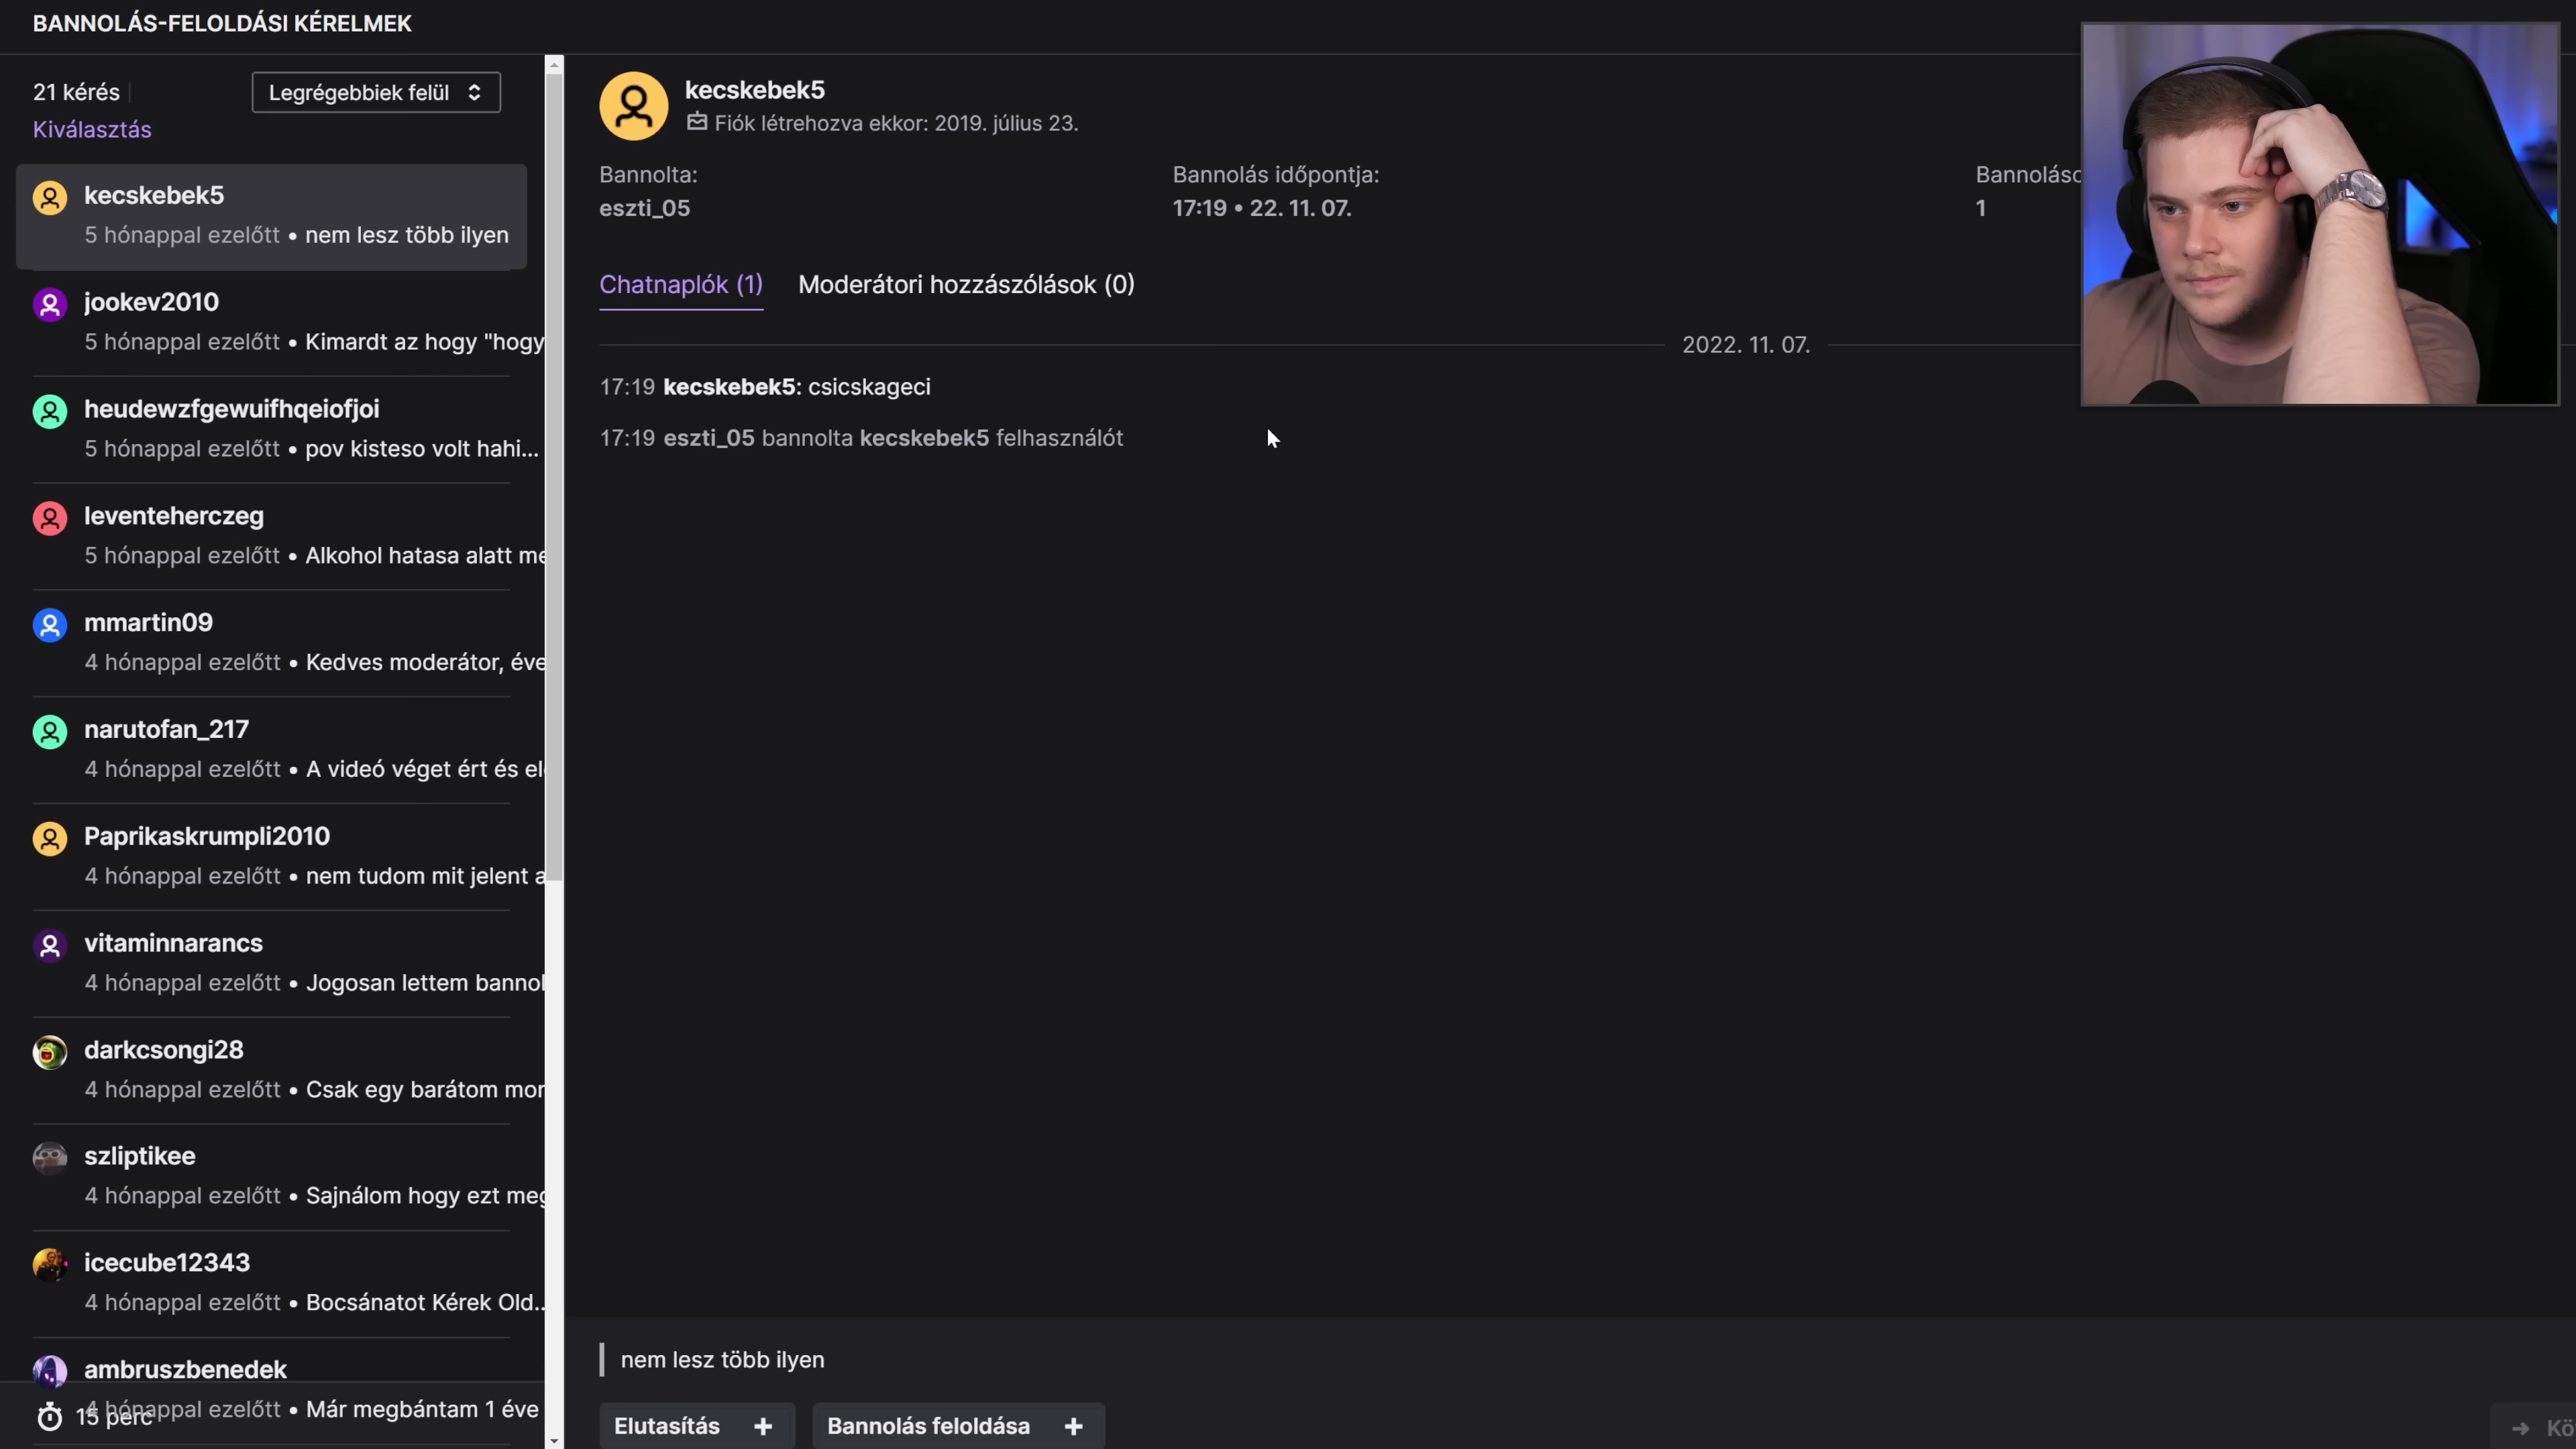 BANNOLÁS-FELOLDÁSI KÉRELMEK
21 kérés
Legrégebbiek felül
Kiválasztás
kecskebek5
5 hónappal ezelőtt • nem lesz több ilyen
jookev2010
5 hónappal ezelőtt • Kimardt az hogy "hogy
heudewzfgewuifhqeiofjoi
5 hónappal ezelőtt • pov kisteso volt hahi...
leventeherczeg
5 hónappal ezelőtt • Alkohol hatasa alatt me
mmartin09
4 hónappal ezelőtt • Kedves moderátor, éve
narutofan_217
4 hónappal ezelőtt • A videó véget ért és el
Paprikaskrumpli2010
4 hónappal ezelőtt • nem tudom mit jelent a
vitaminnarancs
4 hónappal ezelőtt • Jogosan lettem bannol
darkcsongi28
4 hónappal ezelőtt • Csak egy barátom mor
szliptikee
4 hónappal ezelőtt • Sajnálom hogy ezt meg
icecube12343
4 hónappal ezelőtt • Bocsánatot Kérek Old...
ambruszbenedek
4 hónappal ezelőtt • Már megbántam 1 éve
15 perc
kecskebek5
Fiók létrehozva ekkor: 2019. július 23.
Bannolta:
eszti_05
Bannolás időpontja:
17:19 • 22. 11. 07.
Bannolásc
1
Chatnaplók (1)
Moderátori hozzászólások (0)
2022. 11. 07.
17:19 kecskebek5: csicskageci
17:19 eszti_05 bannolta kecskebek5 felhasználót
nem lesz több ilyen
Elutasítás +
Bannolás feloldása +
→ Kö